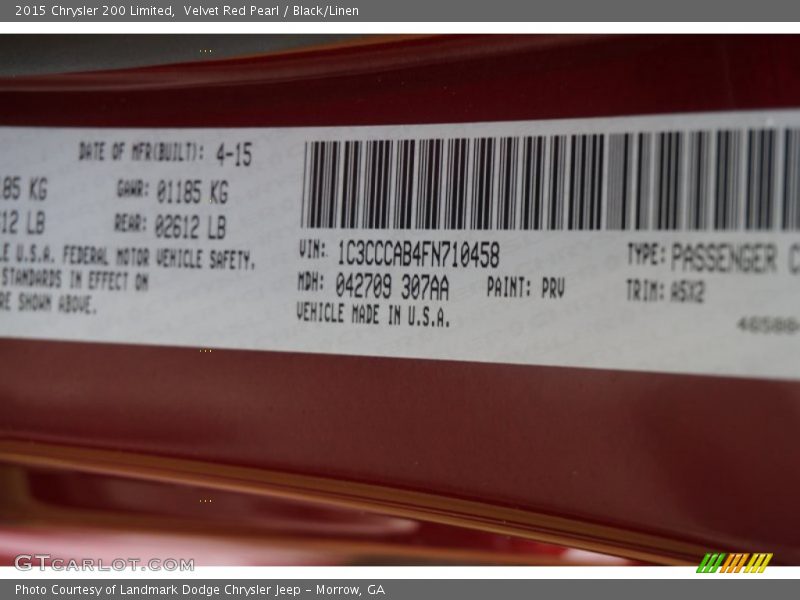 2015 Chrysler 200 Limited, Velvet Red Pearl / Black/Linen
DATE OF MFR(BUILT): 4-15
185 KG GAWR: 01185 KG
612 LB REAR: 02612 LB
LE U.S.A. FEDERAL MOTOR VEHICLE SAFETY.
STANDARDS IN EFFECT ON
RE SHOWN ABOVE.
VIN: 1C3CCCAB4FN710458
MDH: 042709 307AA PAINT: PRV
VEHICLE MADE IN U.S.A.
TYPE: PASSENGER C
TRIM: A5X2
GTcarlot.com
Photo Courtesy of Landmark Dodge Chrysler Jeep – Morrow, GA